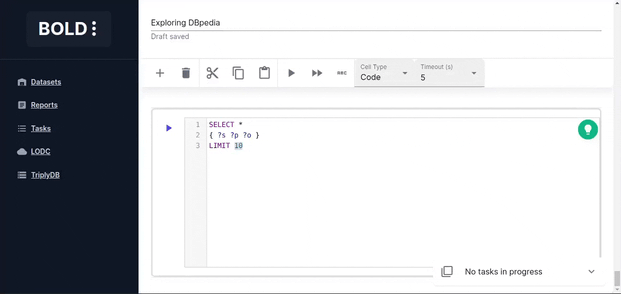 BOLD
Exploring DBpedia
Draft saved
Cell Type
Code
Timeout (s)
5
Datasets
Reports
Tasks
LODC
TriplyDB
1 SELECT *
2 { ?s ?p ?o }
3 LIMIT 10
No tasks in progress